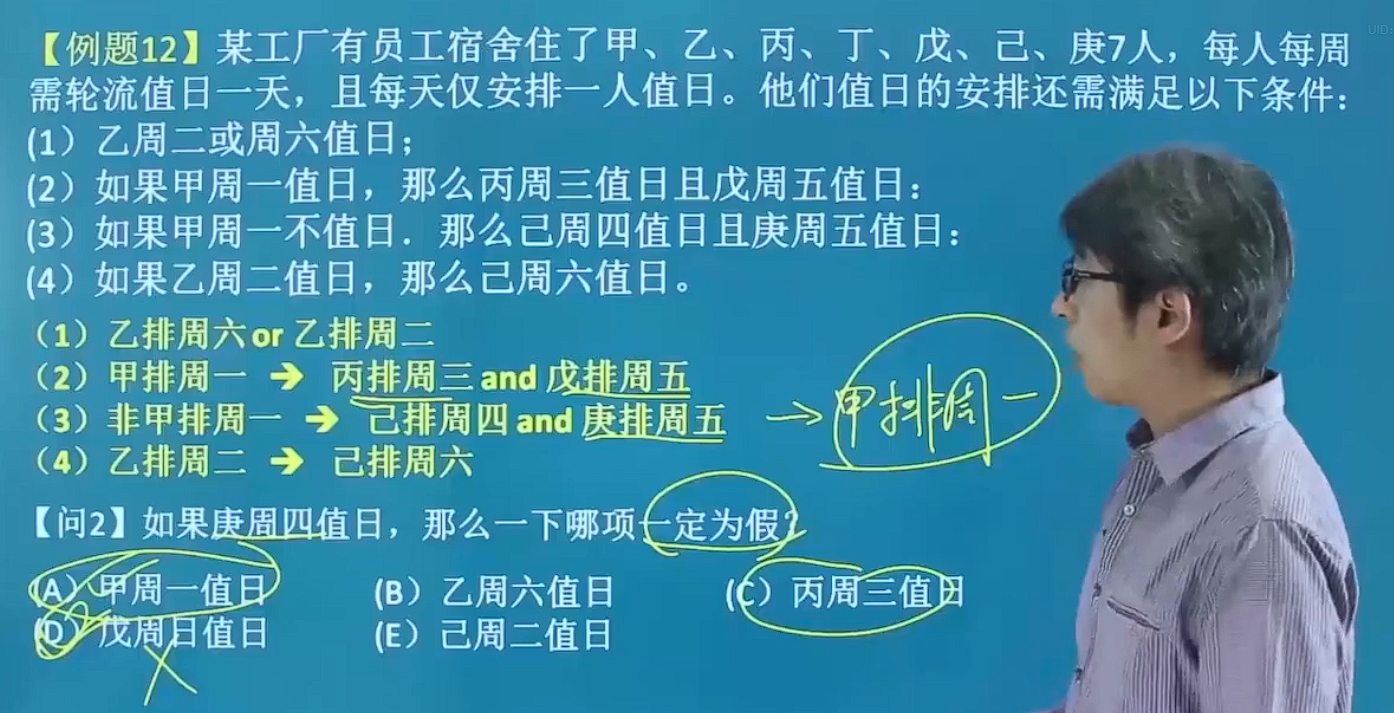 UID:
【例题12】某工厂有员工宿舍住了甲、乙、丙、丁、戊、己、庚7人，每人每周
需轮流值日一天，且每天仅安排一人值日。他们值日的安排还需满足以下条件：
(1）乙周二或周六值日；
(2）如果甲周一值日，那么丙周三值日且戊周五值日：
(3）如果甲周一不值日．那么己周四值日且庚周五值日：
(4）如果乙周二值日，那么己周六值日。
（1）乙排周六or 乙排周二
（2）甲排周一 → 丙排周三 and 戊排周五
（3）非甲排周一 → 己排周四 and 庚排周五 → 甲排周一
（4）乙排周二 → 己排周六
【问2】如果庚周四值日，那么一下哪项一定为假？
(A）甲周一值日 (B）乙周六值日 (C）丙周三值日
(D）戊周日值日 (E）己周二值日